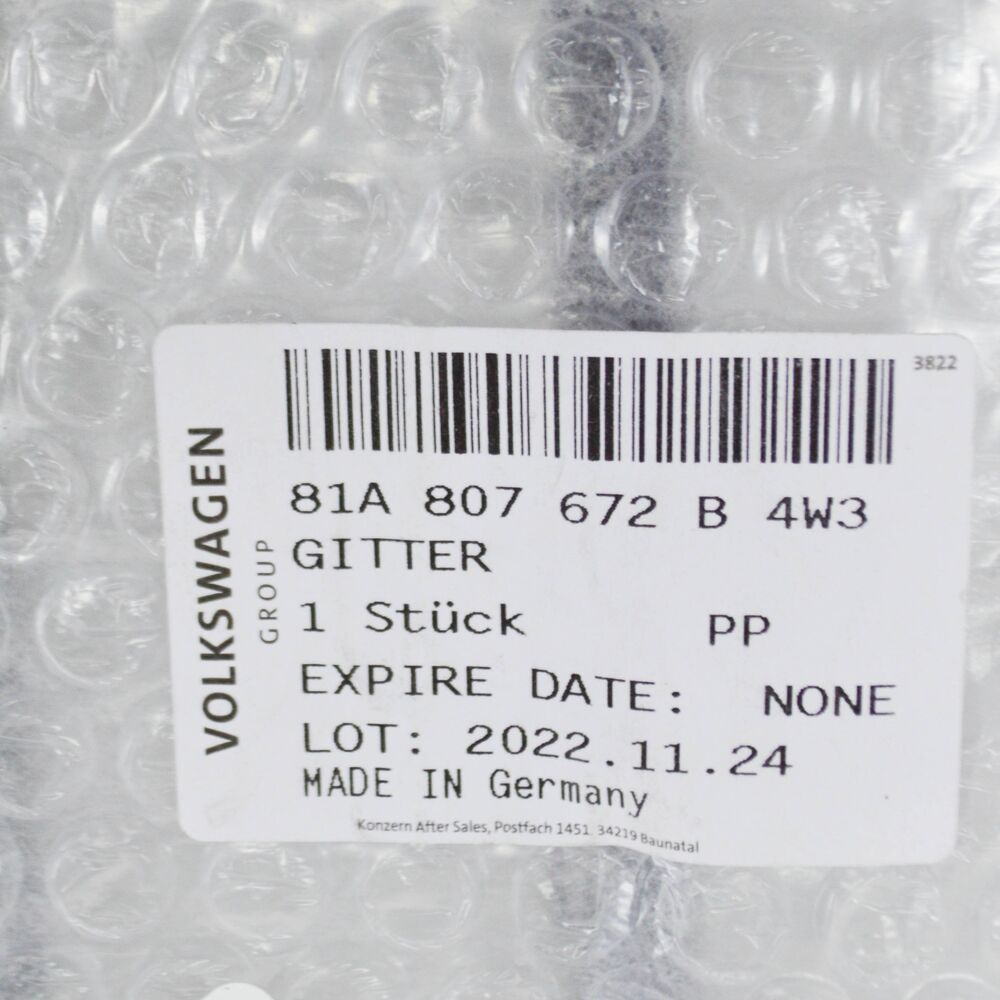 3822
VOLKSWAGEN
GROUP
81A 807 672 B 4W3
GITTER
1 Stück PP
EXPIRE DATE: NONE
LOT: 2022.11.24
MADE IN Germany
Konzern After Sales, Postfach 1451. 34219 Baunatal